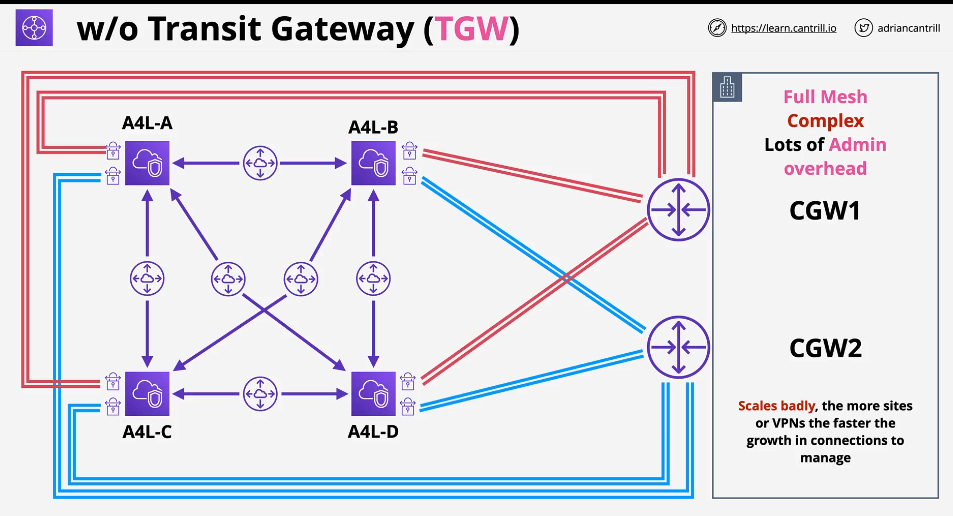 w/o Transit Gateway (TGW)
https://learn.cantrill.io
adriancantrill
A4L-A
A4L-B
A4L-C
A4L-D
Full Mesh
Complex
Lots of Admin
overhead
CGW1
CGW2
Scales badly, the more sites
or VPNs the faster the
growth in connections to
manage